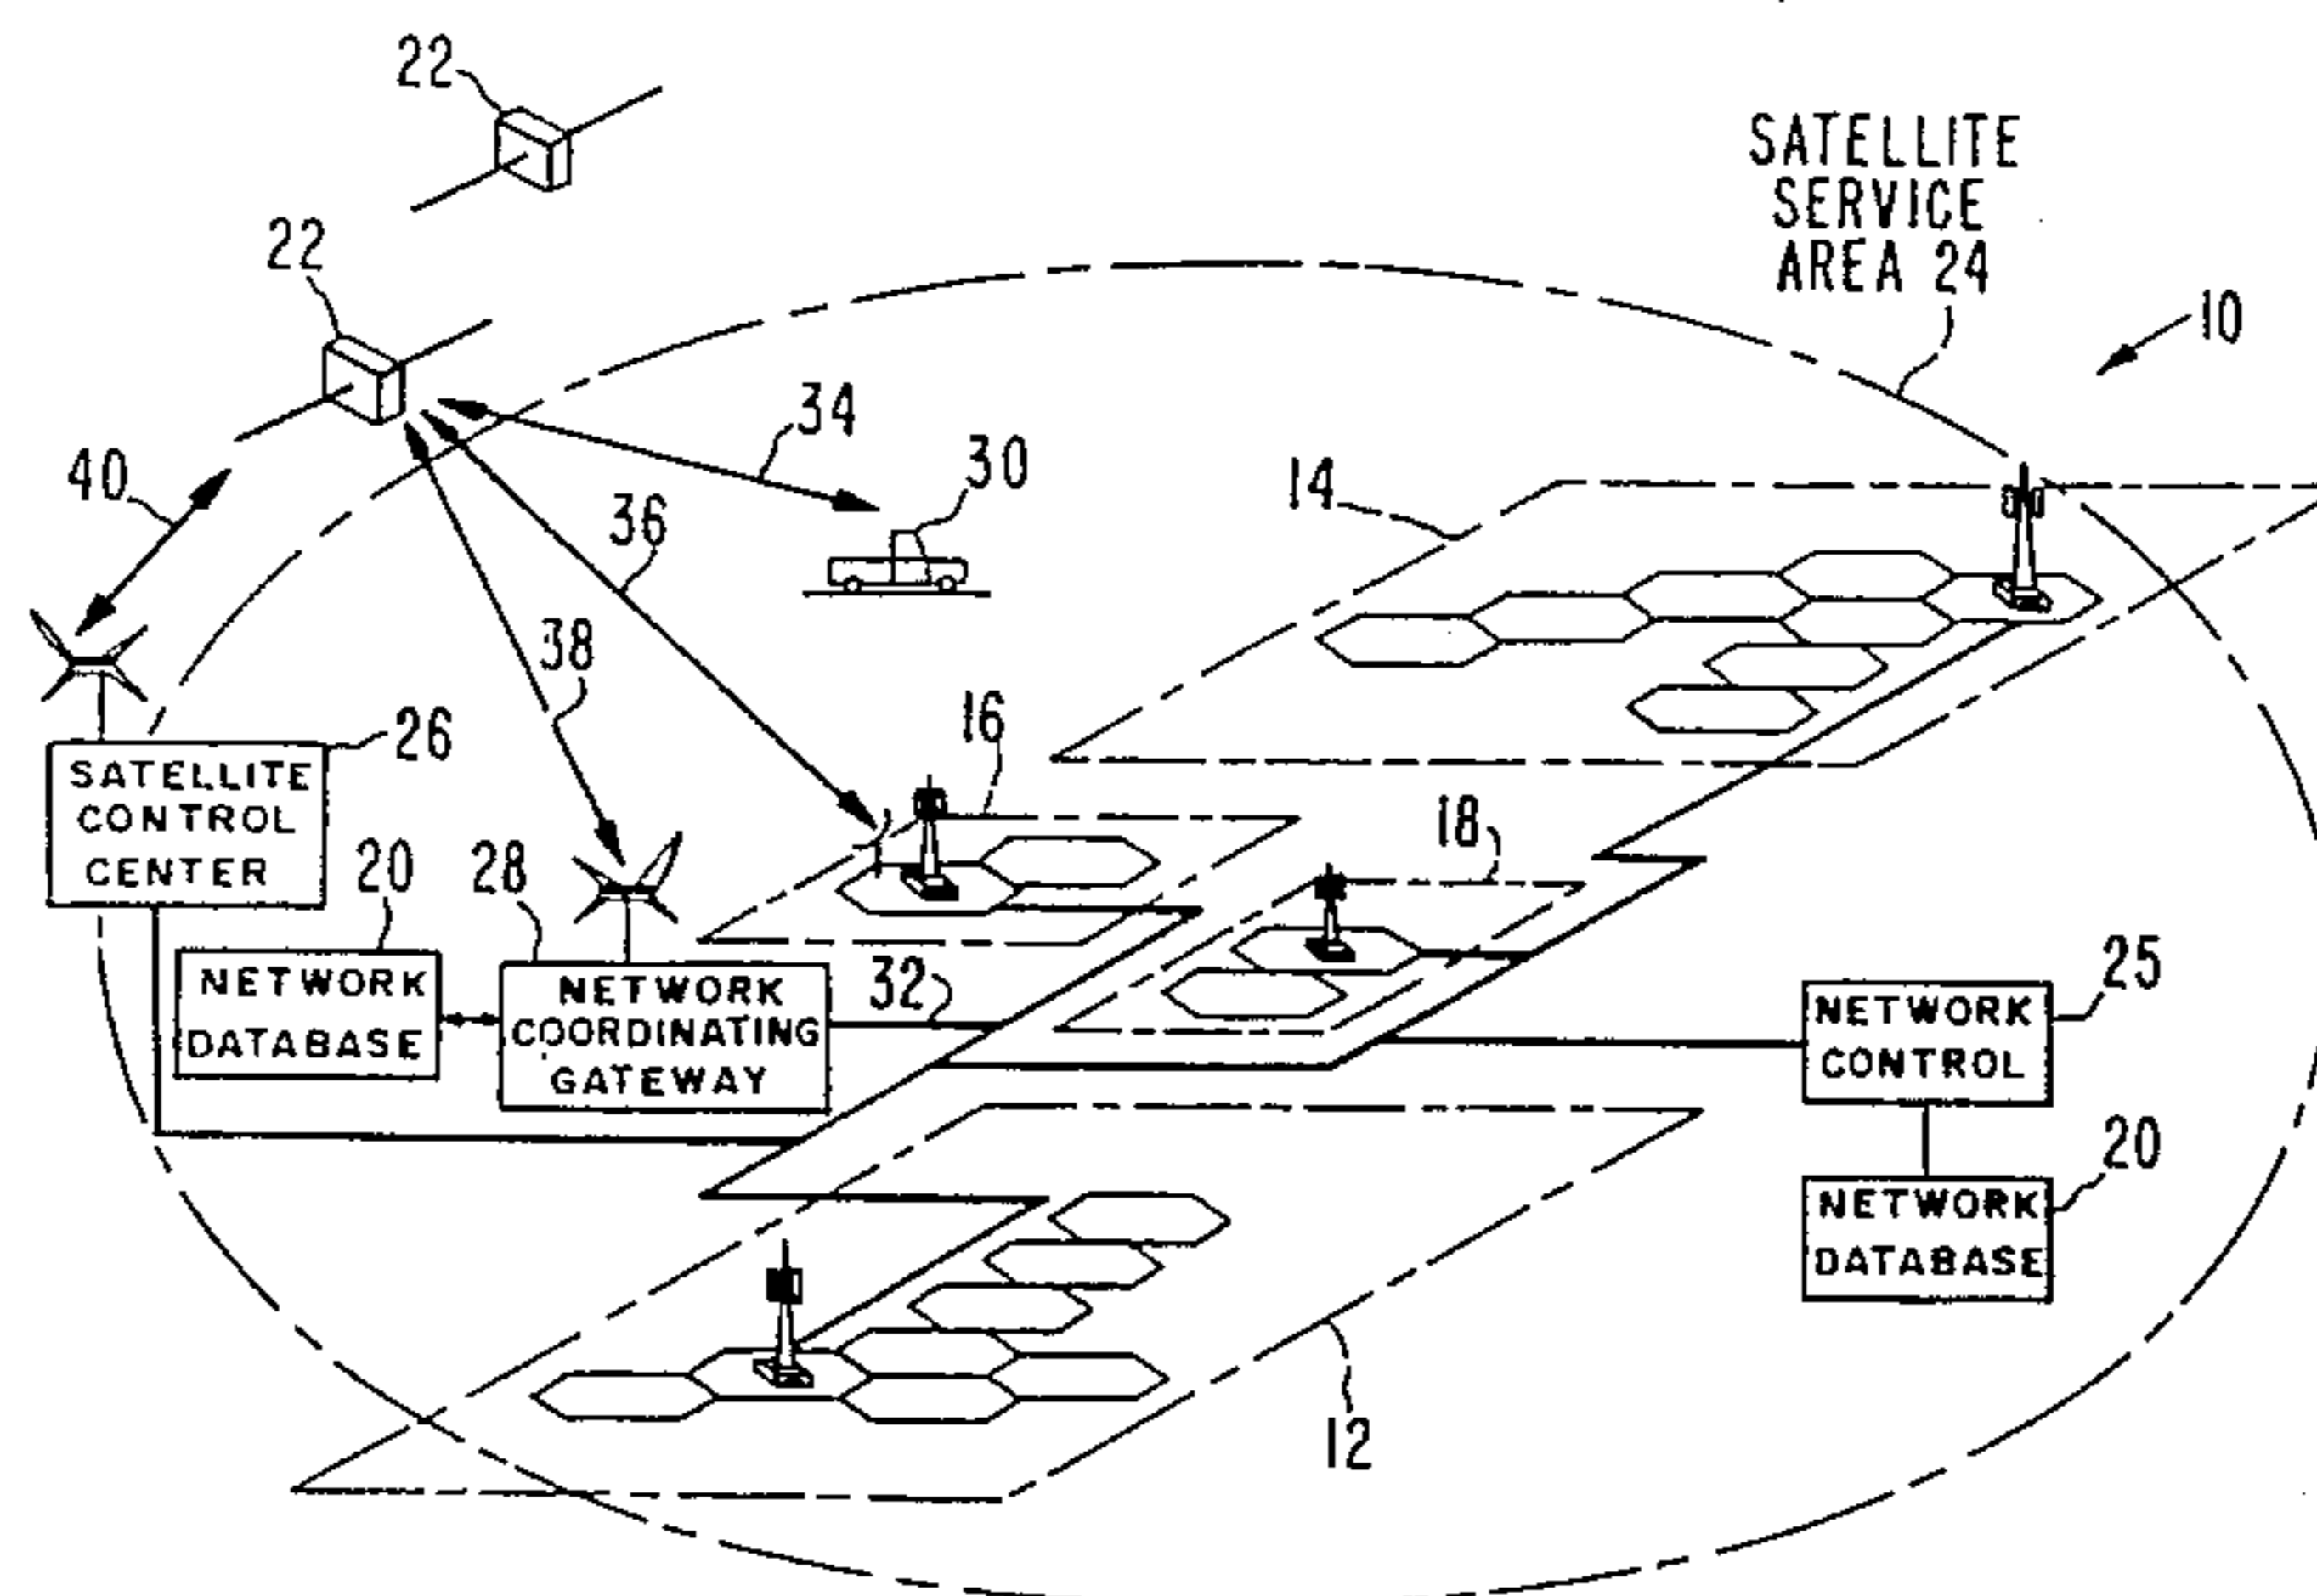 22
SATELLITE
SERVICE
AREA 24
22
10
34
30
40
14
36
38
16
26
SATELLITE
CONTROL
CENTER
18
20
28
NETWORK
DATABASE
NETWORK
COORDINATING
GATEWAY
32
25
NETWORK
CONTROL
20
NETWORK
DATABASE
12